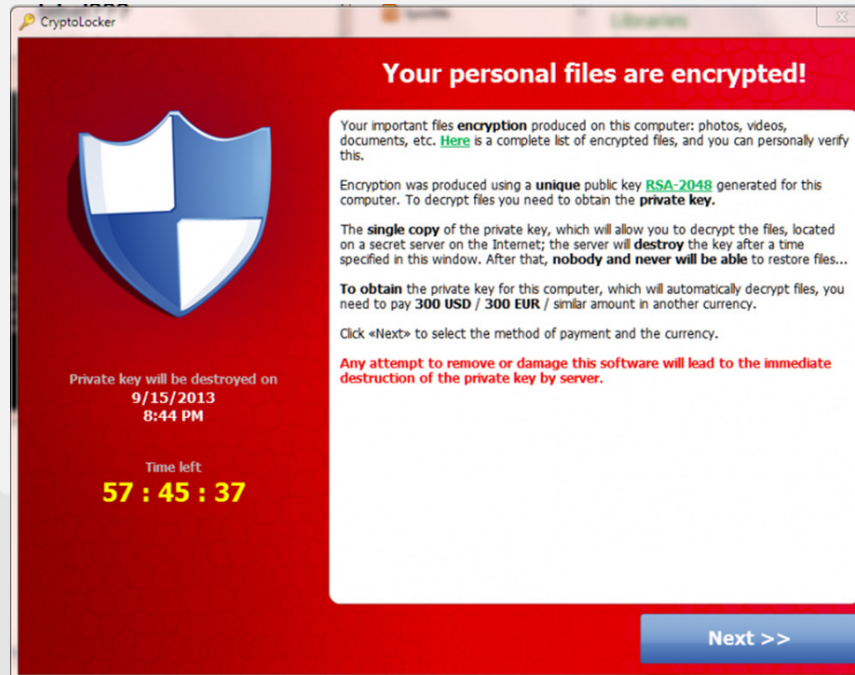 CryptoLocker
Your personal files are encrypted!
Your important files encryption produced on this computer: photos, videos,
documents, etc. Here is a complete list of encrypted files, and you can personally verify
this.
Encryption was produced using a unique public key RSA-2048 generated for this
computer. To decrypt files you need to obtain the private key.
The single copy of the private key, which will allow you to decrypt the files, located
on a secret server on the Internet; the server will destroy the key after a time
specified in this window. After that, nobody and never will be able to restore files...
To obtain the private key for this computer, which will automatically decrypt files, you
need to pay 300 USD / 300 EUR / similar amount in another currency.
Click «Next» to select the method of payment and the currency.
Any attempt to remove or damage this software will lead to the immediate
destruction of the private key by server.
Private key will be destroyed on
9/15/2013
8:44 PM
Time left
57 : 45 : 37
Next >>